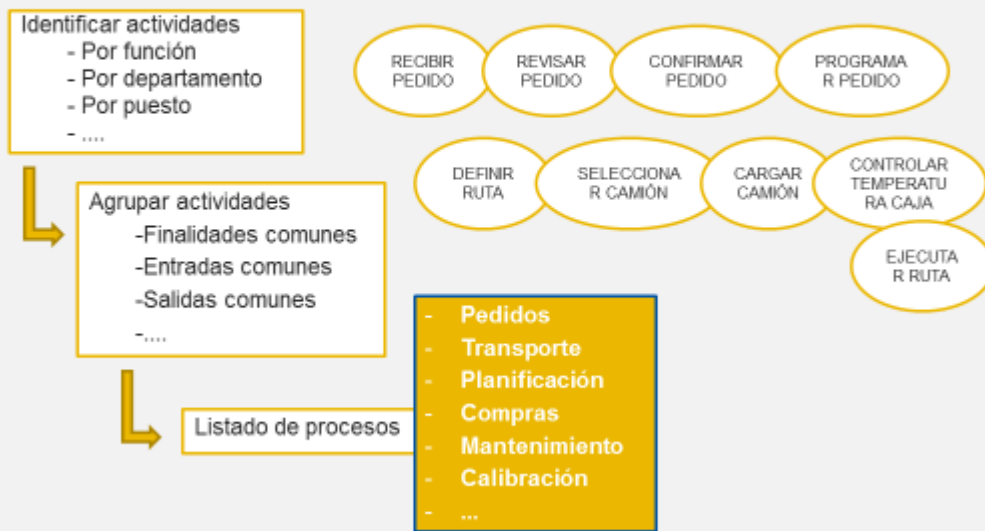 Identificar actividades
- Por función
- Por departamento
- Por puesto
- ....
RECIBIR
PEDIDO
REVISAR
PEDIDO
CONFIRMAR
PEDIDO
PROGRAMA
R PEDIDO
DEFINIR
RUTA
SELECCIONA
R CAMIÓN
CARGAR
CAMIÓN
CONTROLAR
TEMPERATU
RA CAJA
EJECUTA
R RUTA
Agrupar actividades
-Finalidades comunes
-Entradas comunes
-Salidas comunes
-....
Listado de procesos
- Pedidos
- Transporte
- Planificación
- Compras
- Mantenimiento
- Calibración
- ...